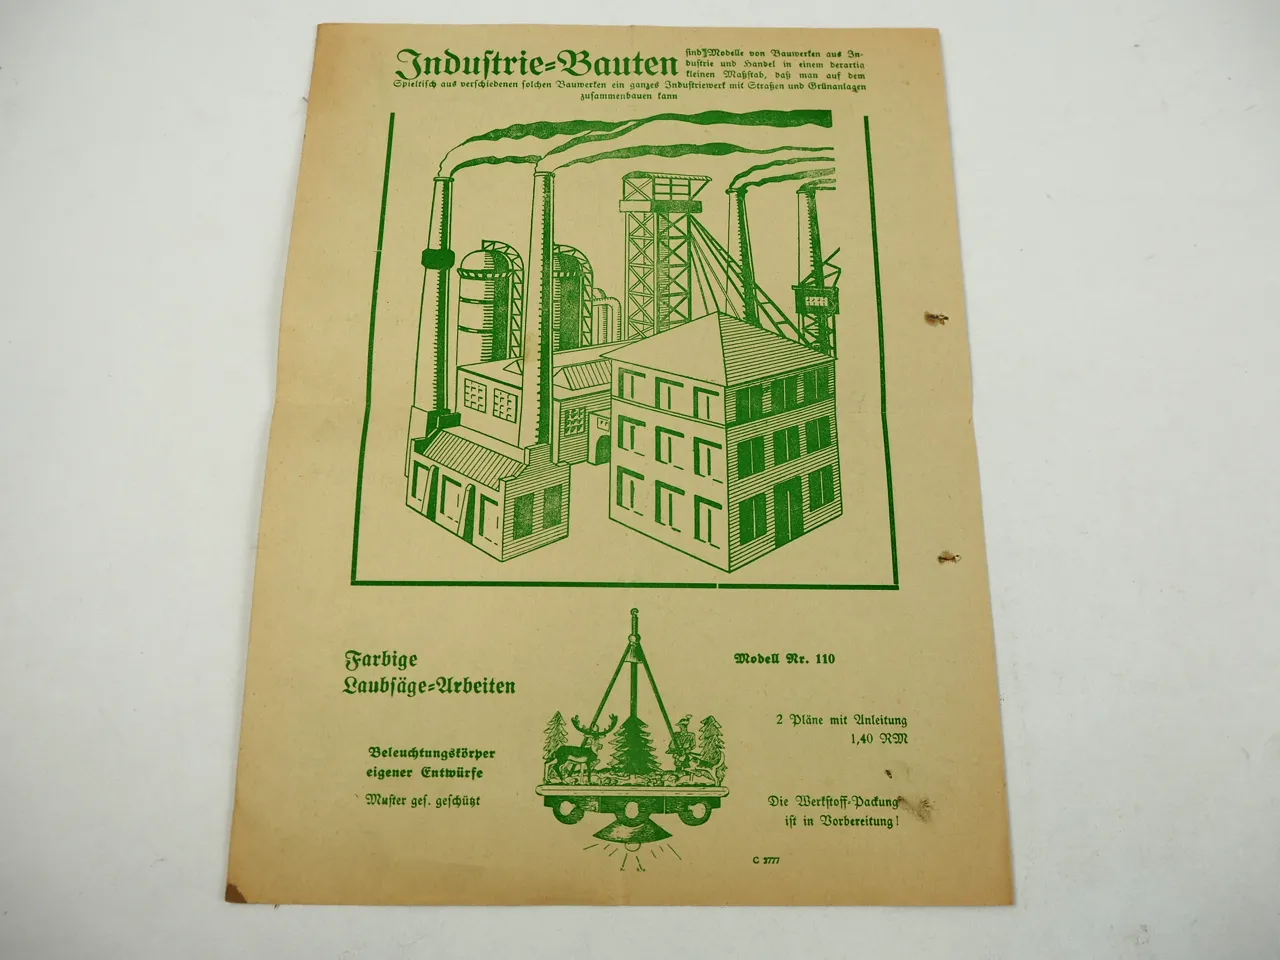 Industrie-Bauten sind Modelle von Bauwerken aus In-
dustrie und Handel in einem derartig
kleinen Maßstab, daß man auf dem
Spieltisch aus verschiedenen solchen Bauwerken ein ganzes Industriewerk mit Straßen und Grünanlagen
zusammenbauen kann
Farbige
Laubsäge-Arbeiten
Modell Nr. 110
2 Pläne mit Anleitung
1,40 RM
Beleuchtungskörper
eigener Entwürfe
Muster ges. geschützt
Die Werkstoff-Packung
ist in Vorbereitung!